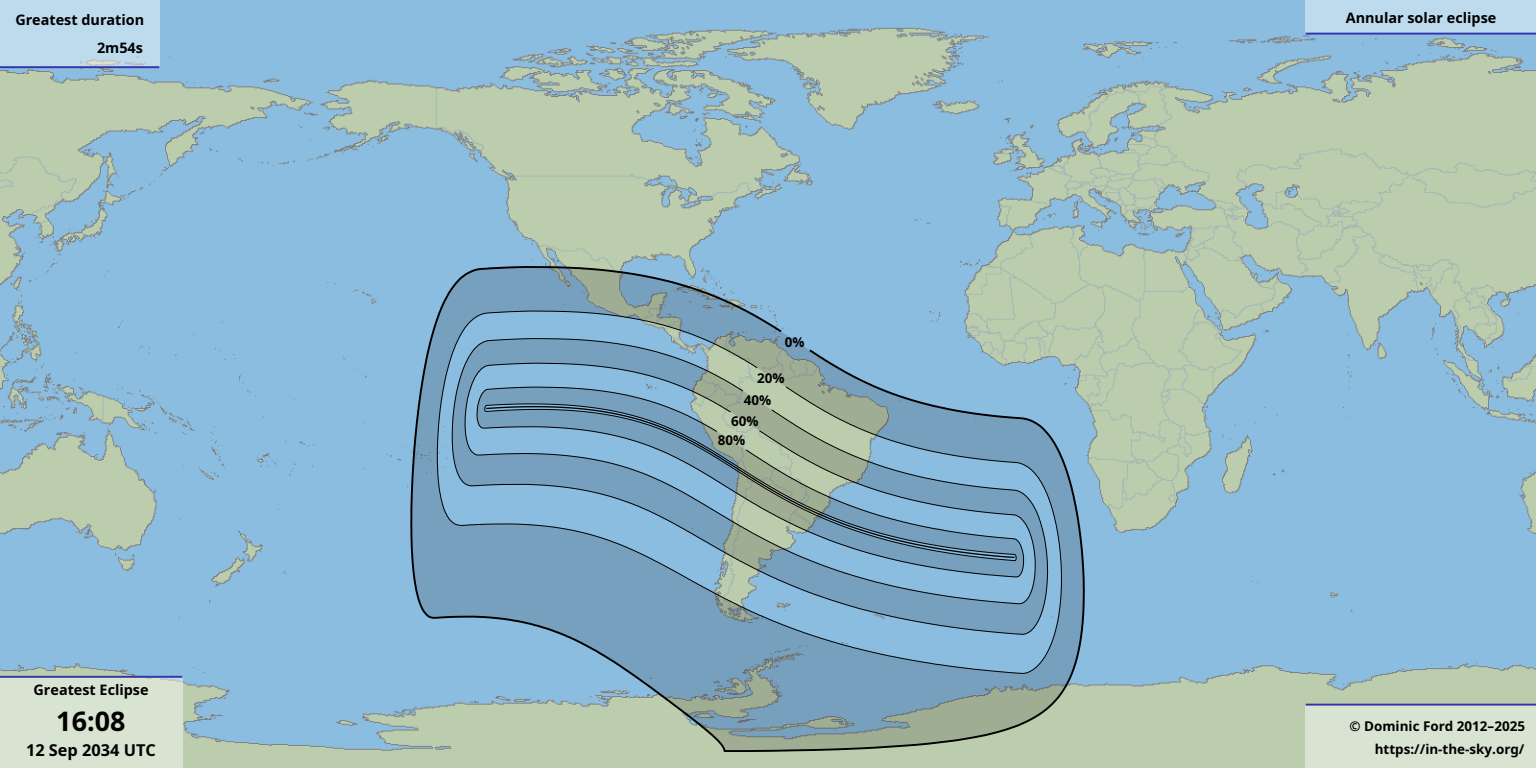 Greatest duration
2m54s
Annular solar eclipse
0%
20%
40%
60%
80%
Greatest Eclipse
16:08
12 Sep 2034 UTC
© Dominic Ford 2012–2025
https://in-the-sky.org/